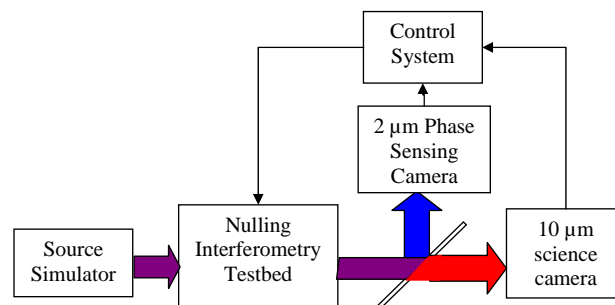 Control
System
2 µm Phase
Sensing
Camera
Nulling
Interferometry
Testbed
Source
Simulator
10 µm
science
camera